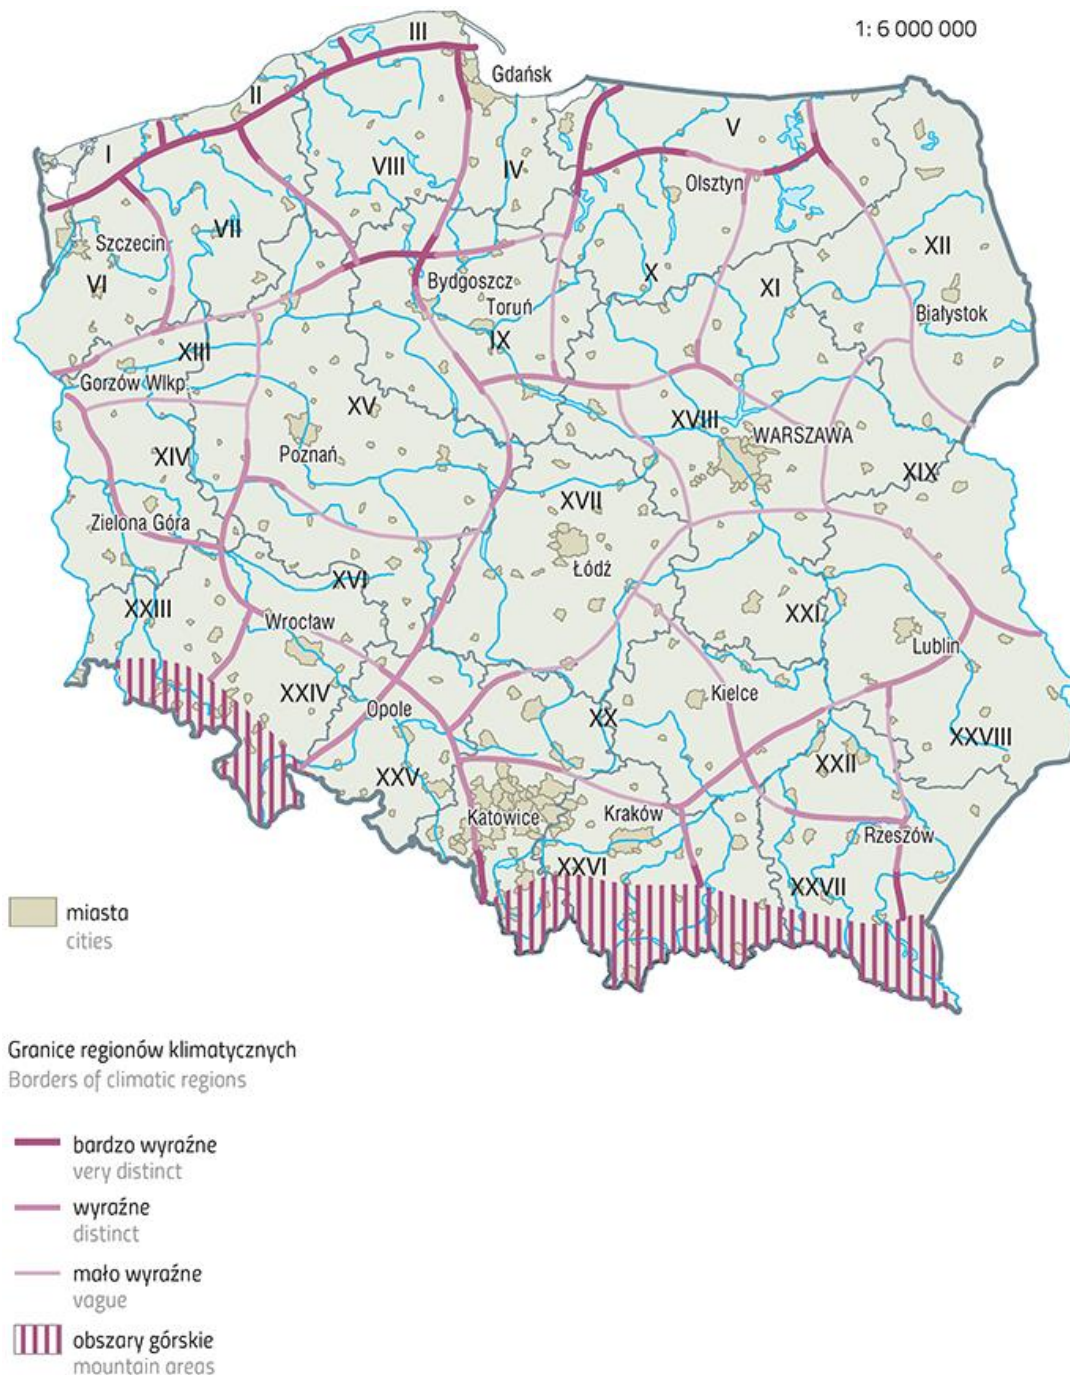 1: 6 000 000
III
Gdańsk
II
V
I
VIII
IV
Olsztyn
VII
Szczecin
XII
VI
X
XI
Bydgoszcz
Toruń
Białystok
IX
XIII
Gorzów Wlkp.
XV
XVIII
WARSZAWA
Poznań
XIV
XIX
XVII
Zielona Góra
Łódź
XVI
XXIII
XXI
Wrocław
Lublin
XXIV
Kielce
Opole
XX
XXVIII
XXII
XXV
Katowice
Kraków
Rzeszów
XXVI
XXVII
miasta
cities
Granice regionów klimatycznych
Borders of climatic regions
bardzo wyraźne
very distinct
wyraźne
distinct
mało wyraźne
vague
obszary górskie
mountain areas